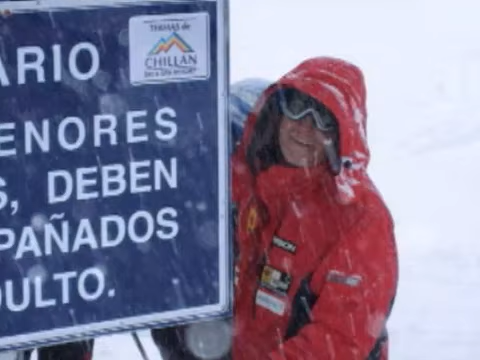 TERMAS de
CHILLAN
ARIO
ENORES
S, DEBEN
PAÑADOS
DULTO.